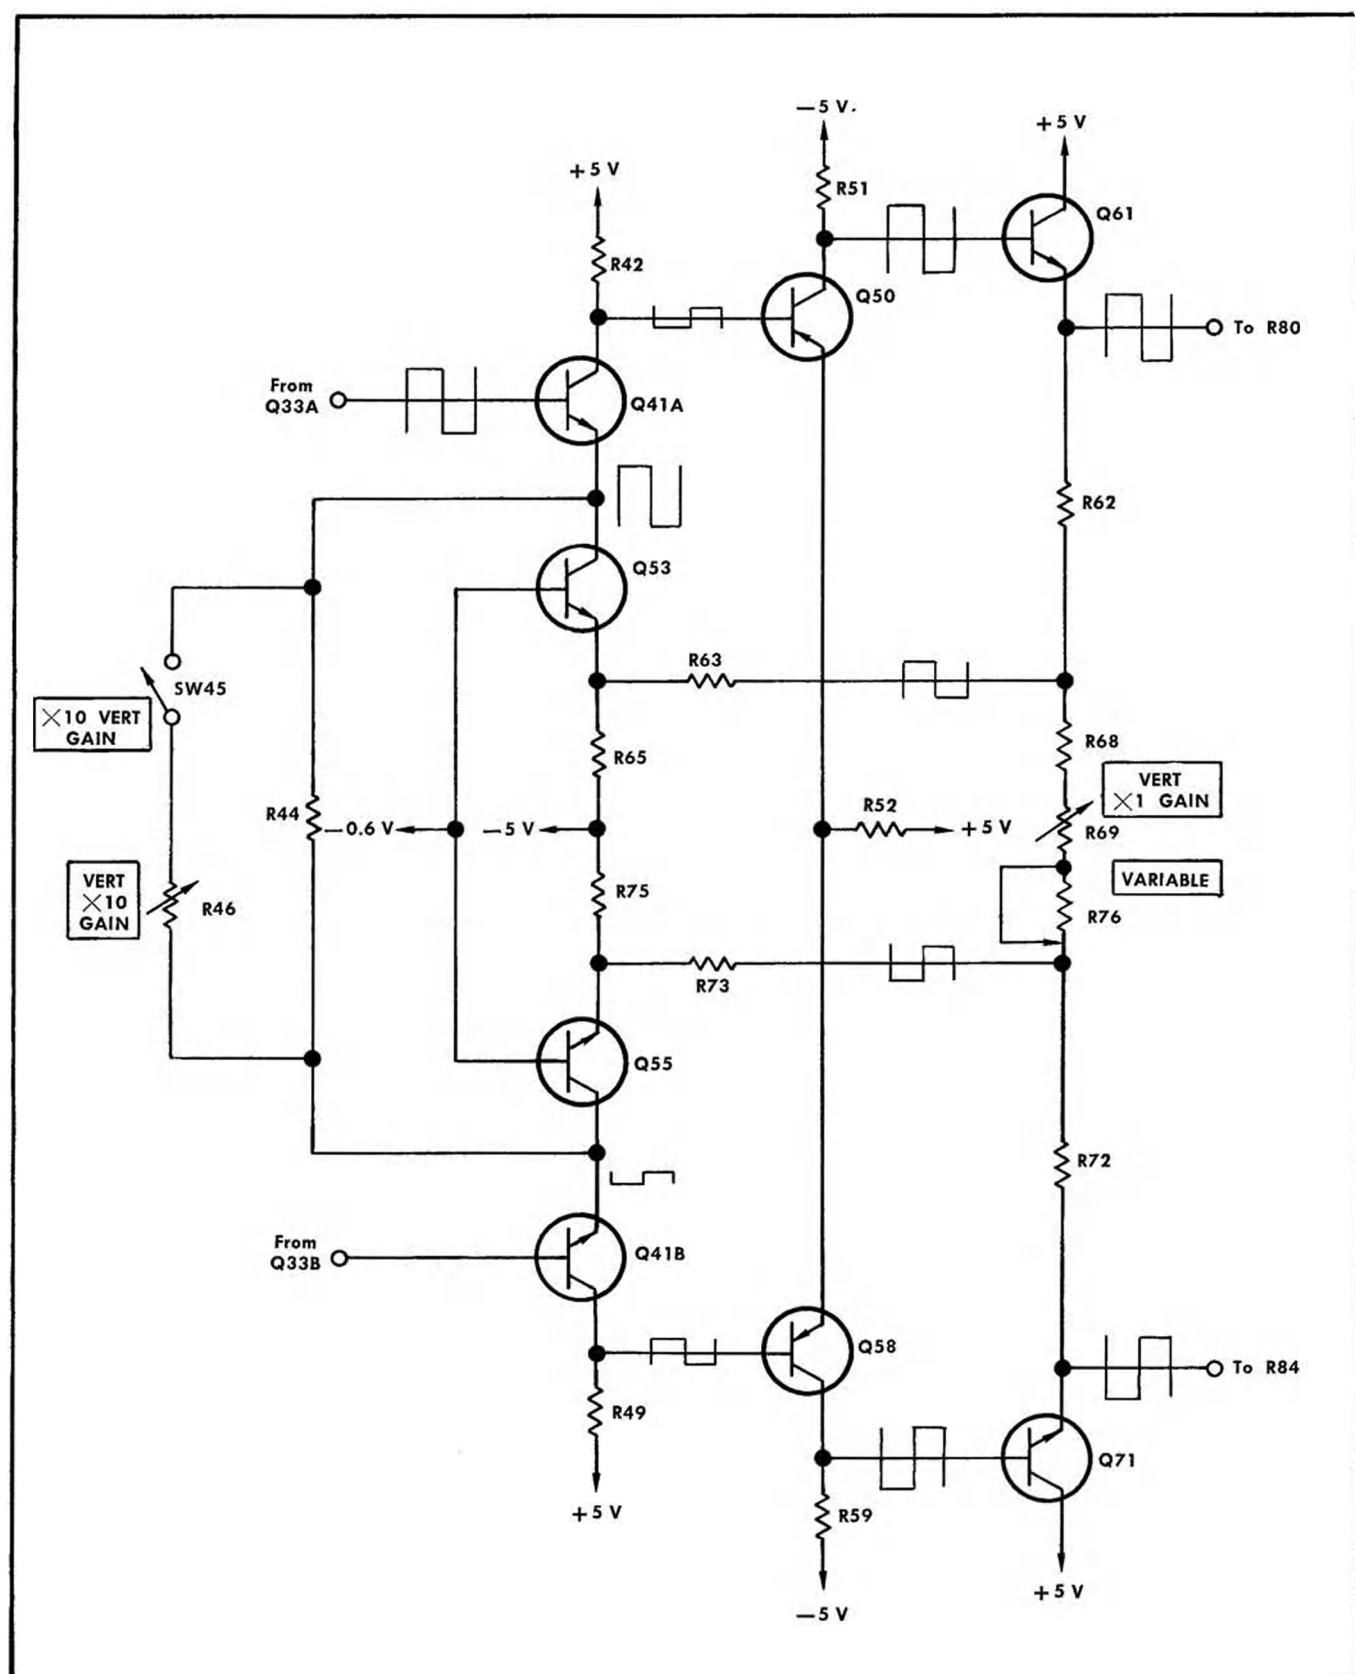 —5 V.
+5 V
+5 V
R51
Q61
R42
Q50
To R80
From
Q33A
Q41A
Q53
R62
R63
SW45
×10 VERT
GAIN
R65
R68
VERT
×1 GAIN
R44
—0.6 V
—5 V
R52
+5 V
R69
VERT
×10
GAIN
R46
R75
VARIABLE
R76
R73
Q55
R72
From
Q33B
Q41B
Q58
To R84
R49
Q71
+5 V
R59
+5 V
—5 V